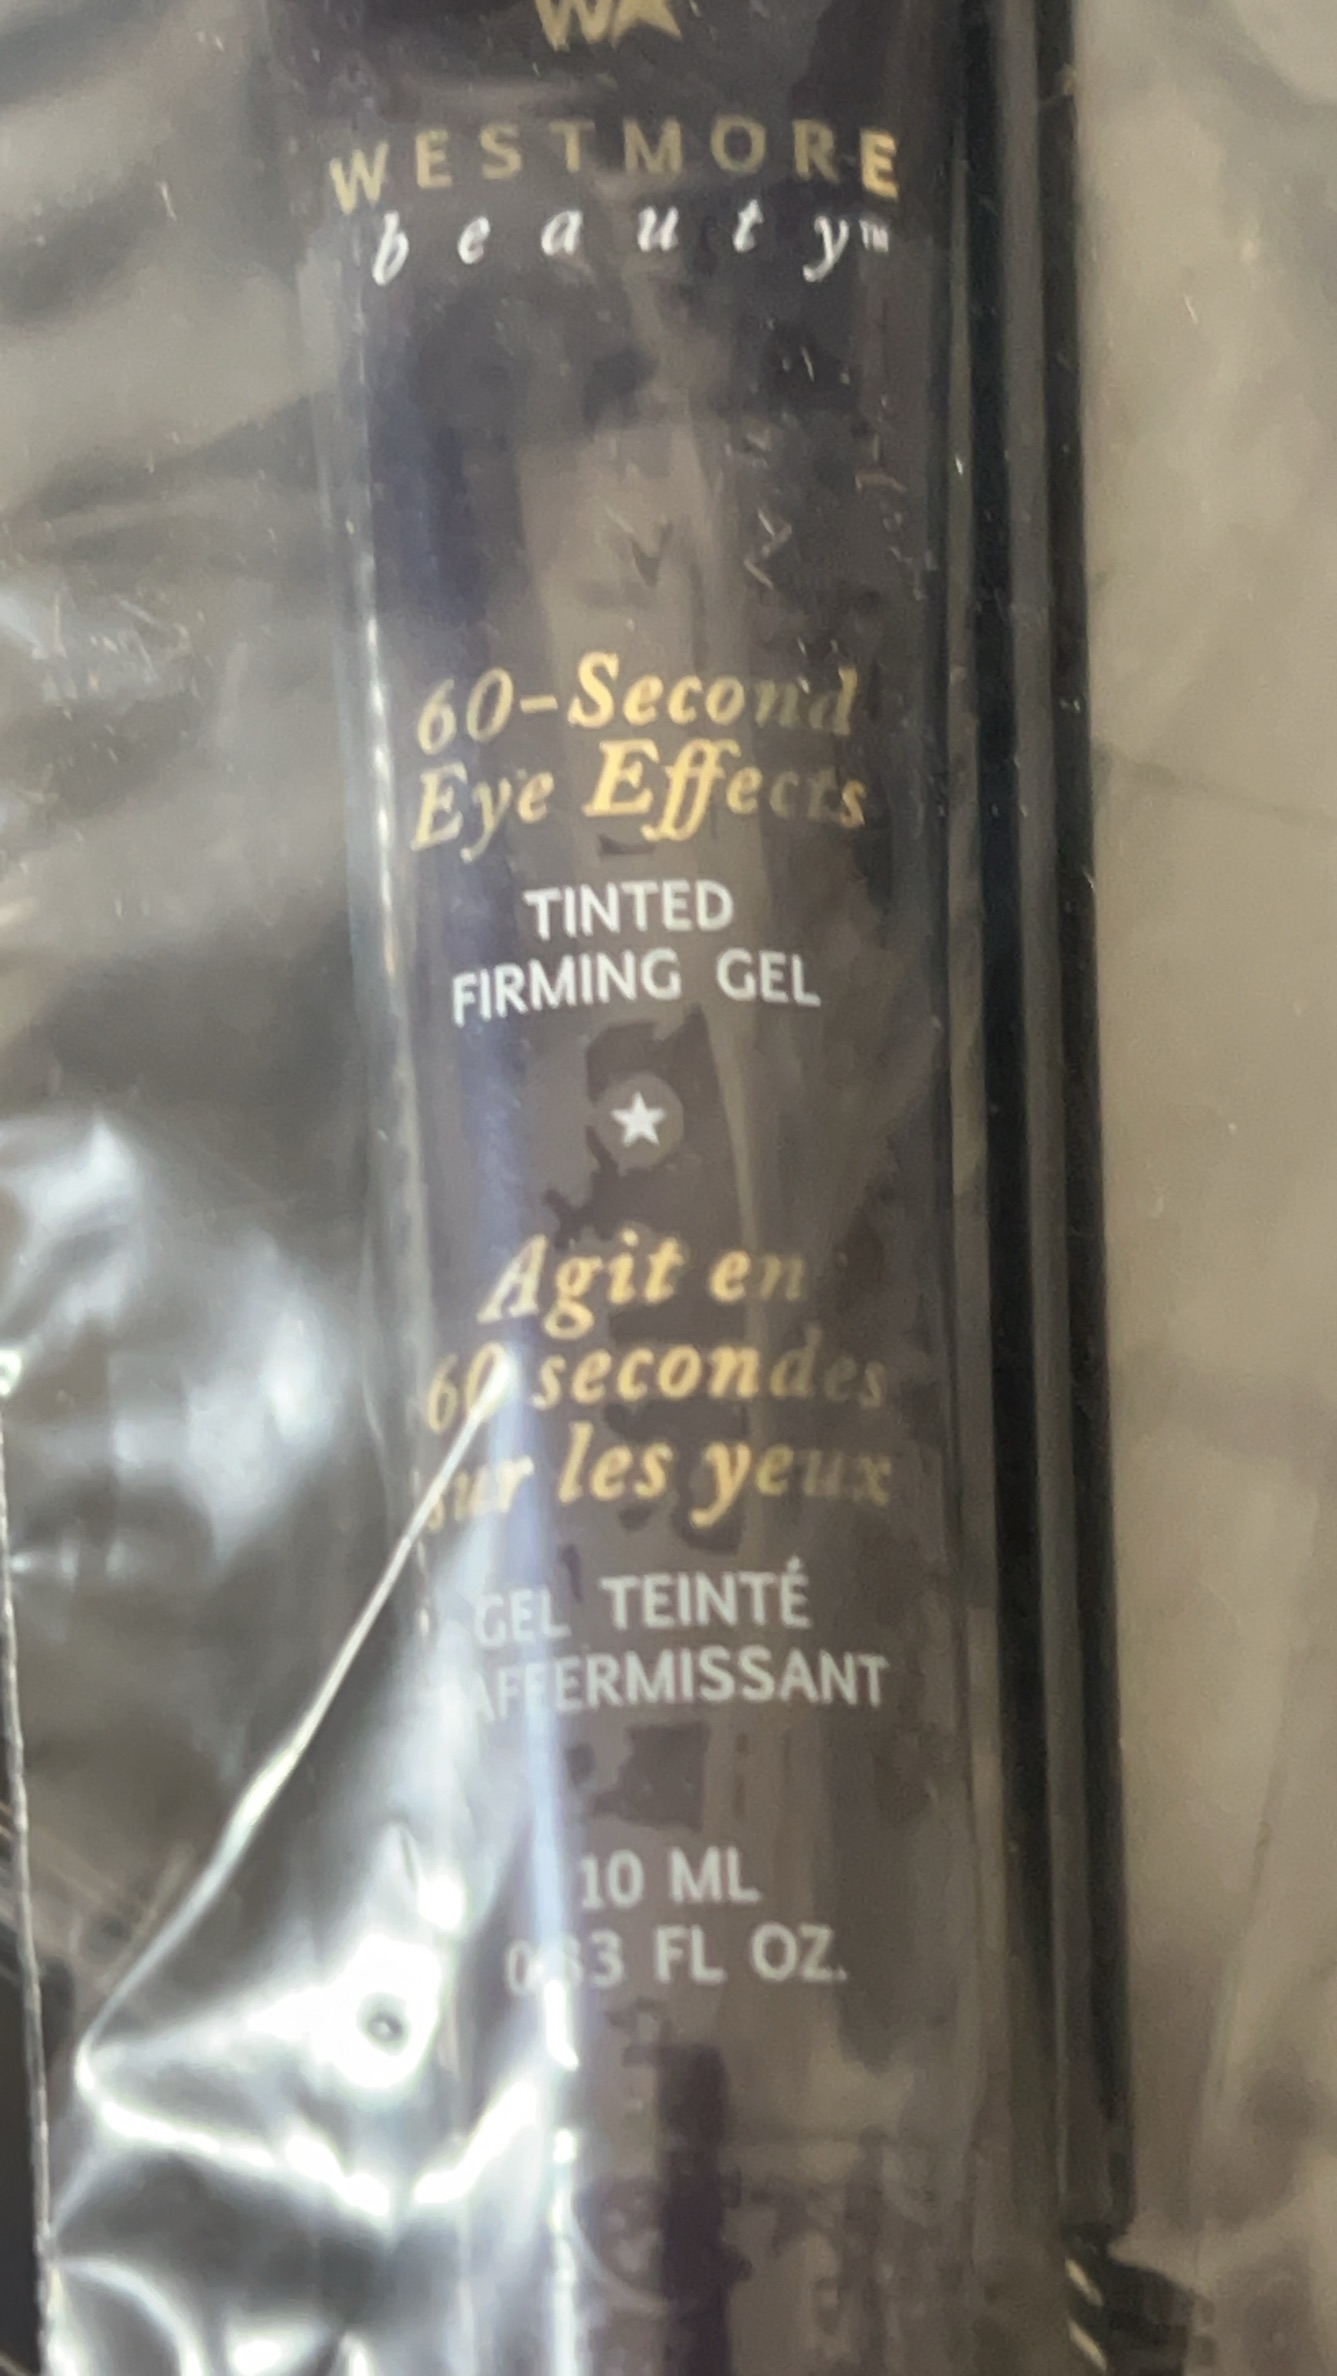 WESTMORE
beauty™
60-Second
Eye Effects
TINTED
FIRMING GEL
Agit en
60 secondes
sur les yeux
GEL TEINTÉ
AFFERMISSANT
10 ML
FL OZ.